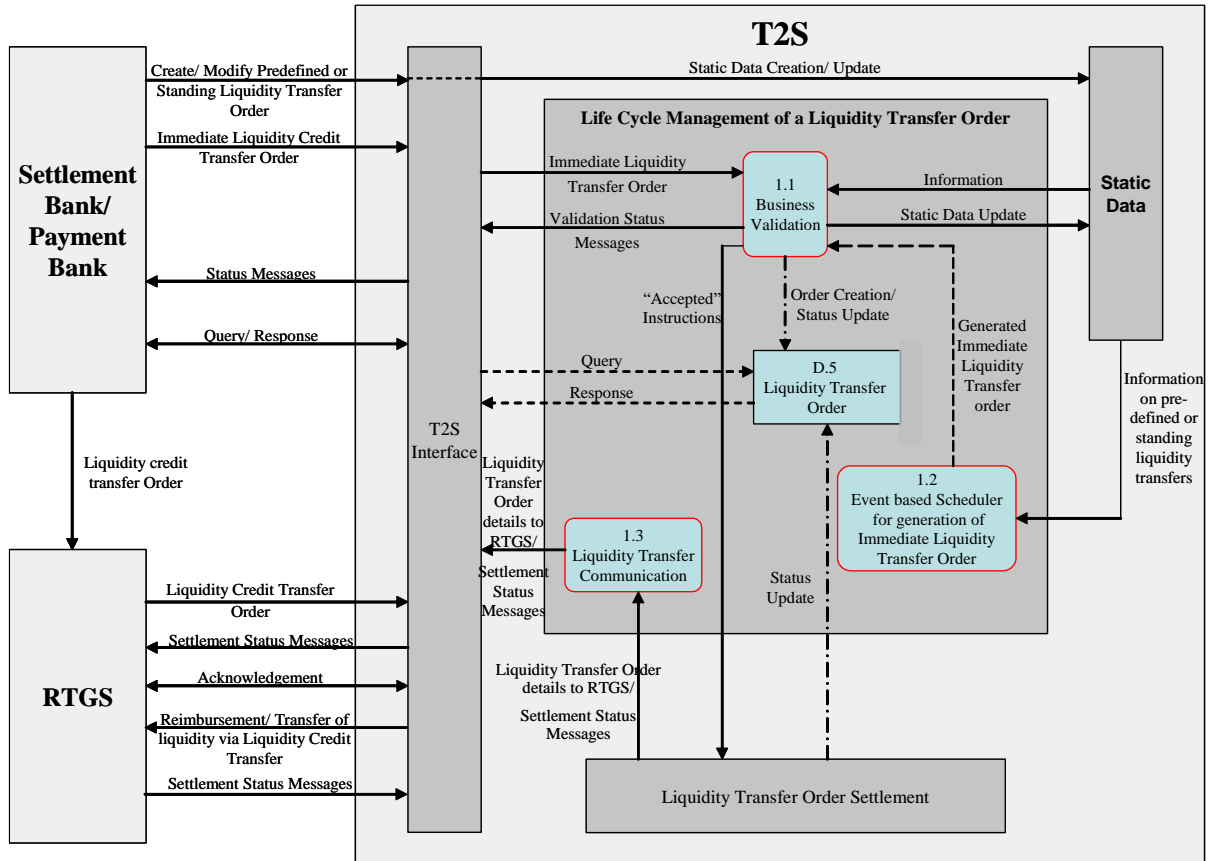 T2S
Settlement
Bank/
Payment
Bank
Create/ Modify Predefined or
Standing Liquidity Transfer
Order
Immediate Liquidity Credit
Transfer Order
Status Messages
Query/ Response
Liquidity credit
transfer Order
RTGS
Liquidity Credit Transfer
Order
Settlement Status Messages
Acknowledgement
Reimbursement/ Transfer of
liquidity via Liquidity Credit
Transfer
Settlement Status Messages
T2S
Interface
Static Data Creation/ Update
Life Cycle Management of a Liquidity Transfer Order
Immediate Liquidity
Transfer Order
Validation Status
Messages
1.1
Business
Validation
Information
Static Data Update
Static
Data
“Accepted”
Instructions
Order Creation/
Status Update
Generated
Immediate
Liquidity
Transfer
order
Query
Response
D.5
Liquidity Transfer
Order
Information
on pre-
defined or
standing
liquidity
transfers
Liquidity
Transfer
Order
details to
RTGS/
Settlement
Status
Messages
1.3
Liquidity Transfer
Communication
1.2
Event based Scheduler
for generation of
Immediate Liquidity
Transfer Order
Status
Update
Liquidity Transfer Order
details to RTGS/
Settlement Status
Messages
Liquidity Transfer Order Settlement